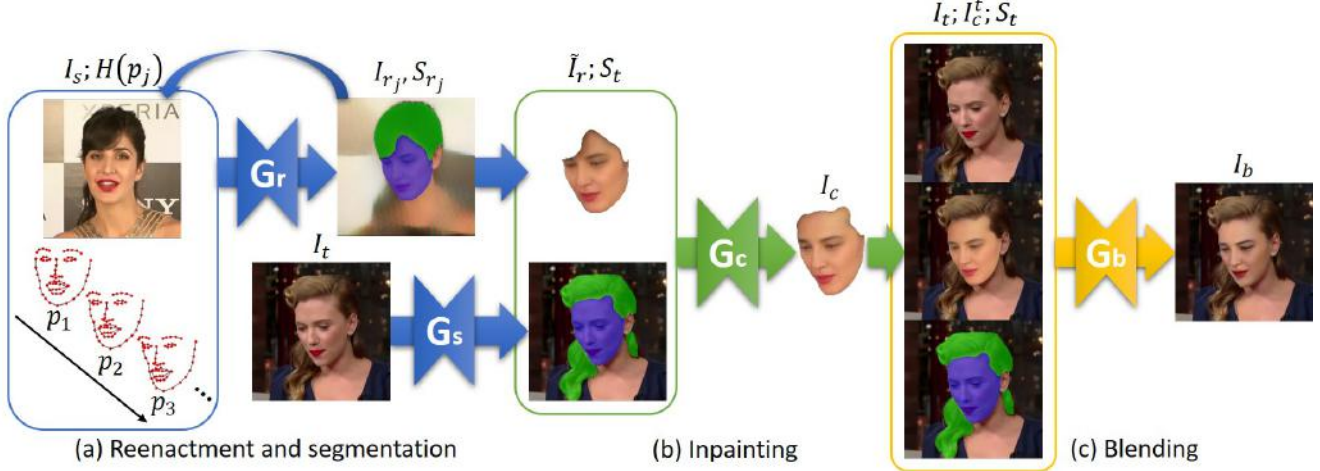 I_s; H(p_j)
I_{r_j}, S_{r_j}
Ĩ_r; S_t
I_t; I_c^t; S_t
G_r
I_c
I_b
G_c
G_b
I_t
G_s
p_1
p_2
p_3
...
(a) Reenactment and segmentation
(b) Inpainting
(c) Blending